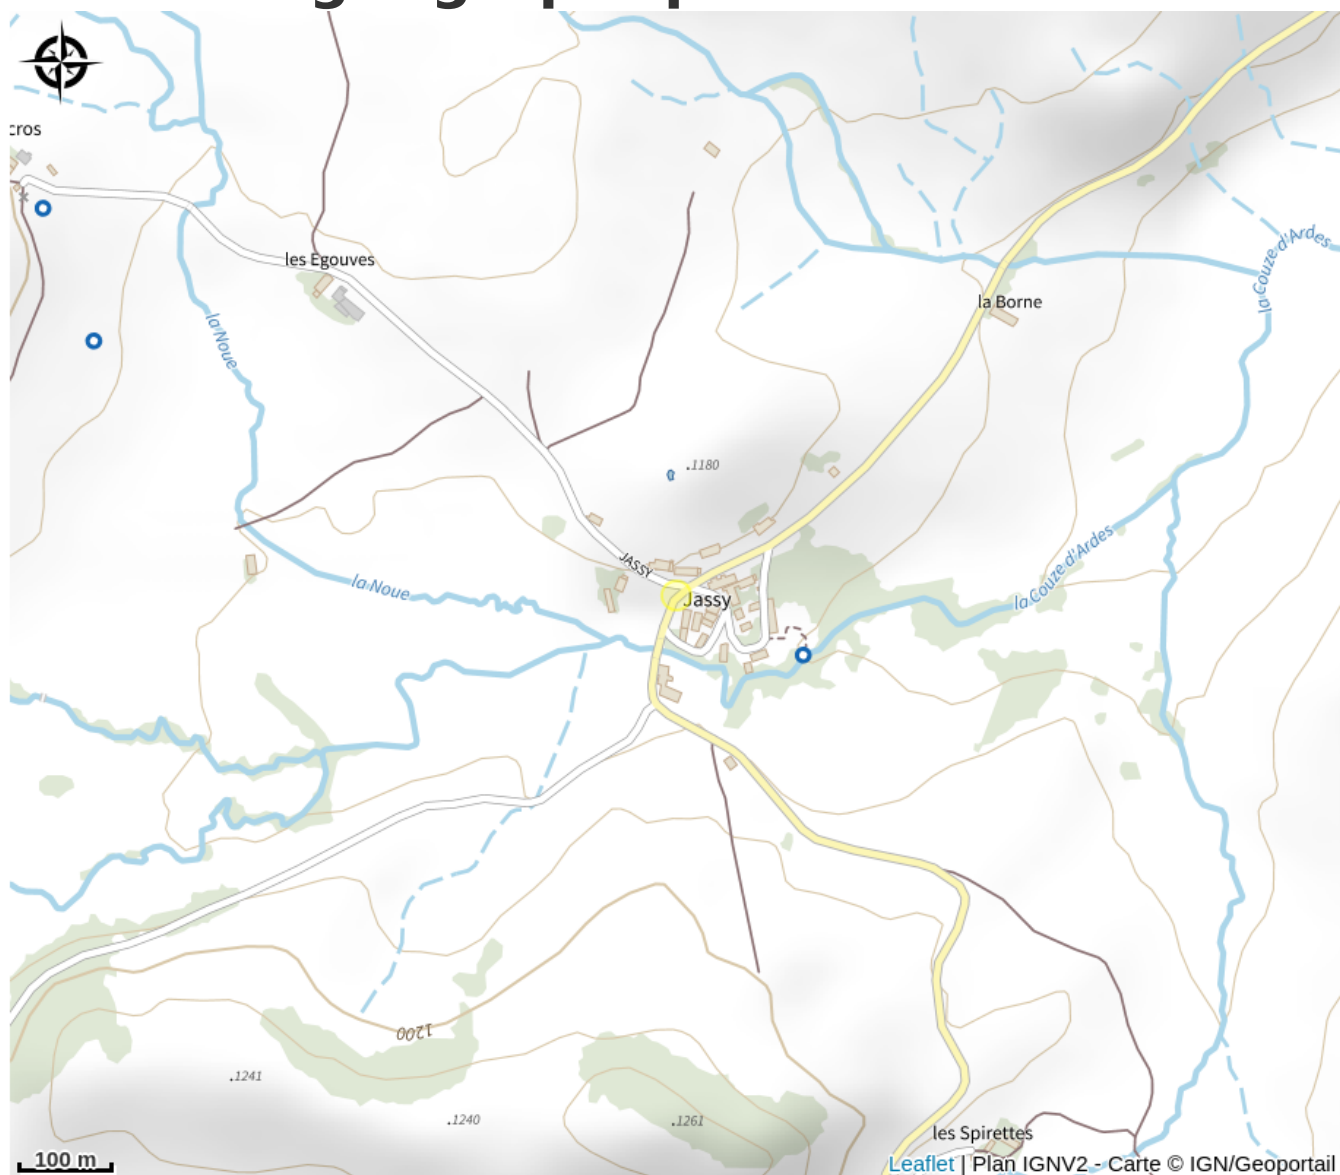 cros
les Egouves
la Couze d'Ardes
la Borne
la Noue
.1180
la Couze d'Ardes
JASSY
la Noue
Jassy
1200
.1241
.1240
.1261
les Spirettes
100 m
Leaflet | Plan IGNV2 - Carte © IGN/Geoportail